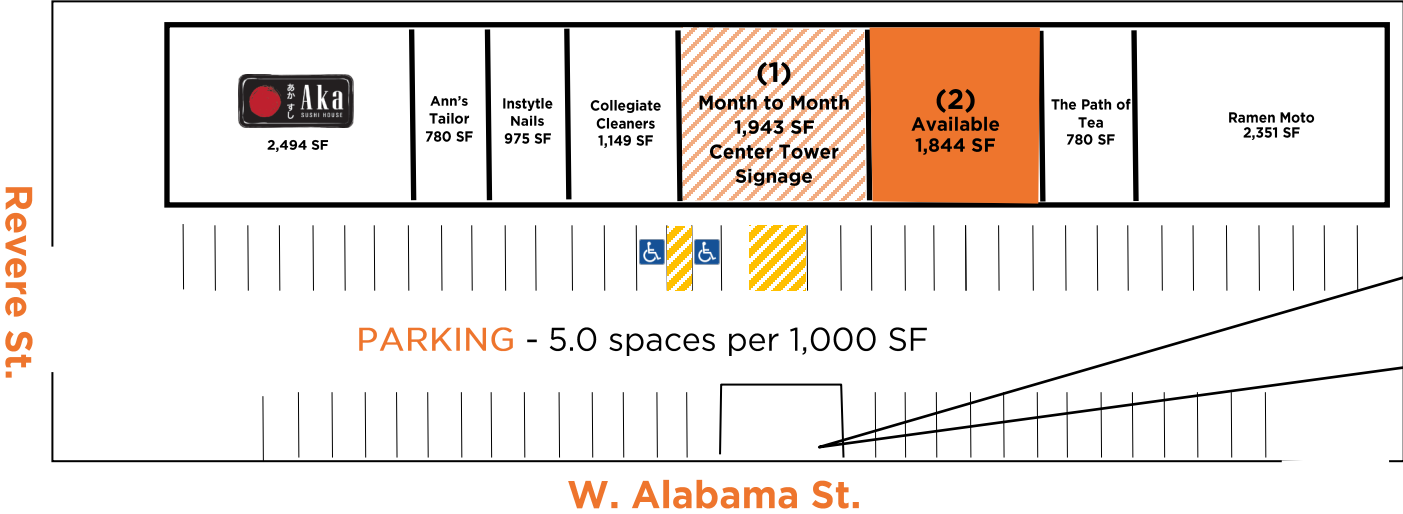 あかすし
Aka
SUSHI HOUSE
2,494 SF
Ann's
Tailor
780 SF
Instyle
Nails
975 SF
Collegiate
Cleaners
1,149 SF
(1)
Month to Month
1,943 SF
Center Tower
Signage
(2)
Available
1,844 SF
The Path of
Tea
780 SF
Ramen Moto
2,351 SF
Revere St.
PARKING - 5.0 spaces per 1,000 SF
W. Alabama St.